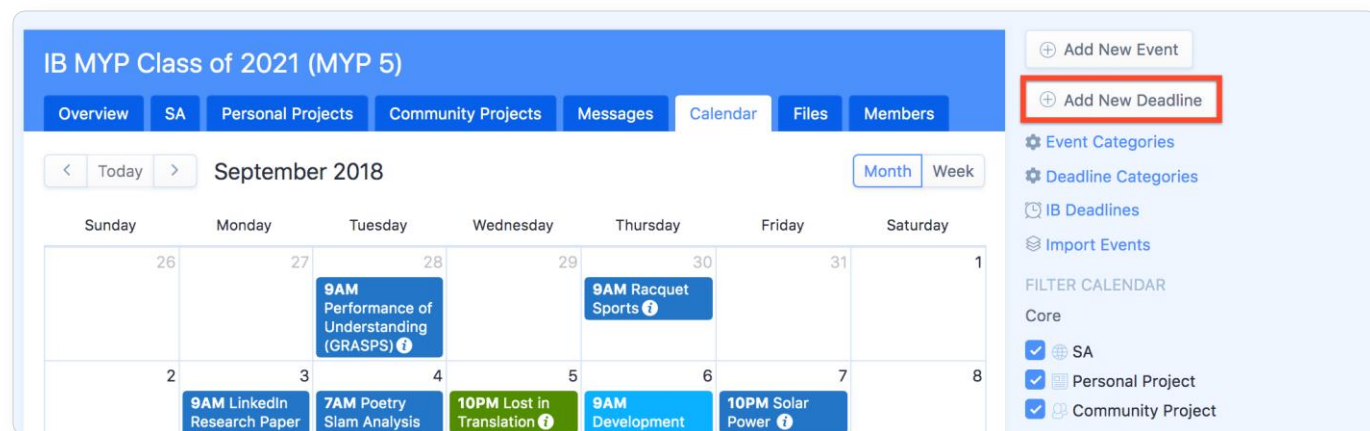 IB MYP Class of 2021 (MYP 5)
Overview SA Personal Projects Community Projects Messages Calendar Files Members
Today September 2018 Month Week
Sunday Monday Tuesday Wednesday Thursday Friday Saturday
26 27 28 29 30 31 1
9AM
Performance of
Understanding
(GRASPS)
9AM Racquet
Sports
2 3 4 5 6 7 8
9AM LinkedIn
Research Paper
7AM Poetry
Slam Analysis
10PM Lost in
Translation
9AM
Development
10PM Solar
Power
Add New Event
Add New Deadline
Event Categories
Deadline Categories
IB Deadlines
Import Events
FILTER CALENDAR
Core
SA
Personal Project
Community Project